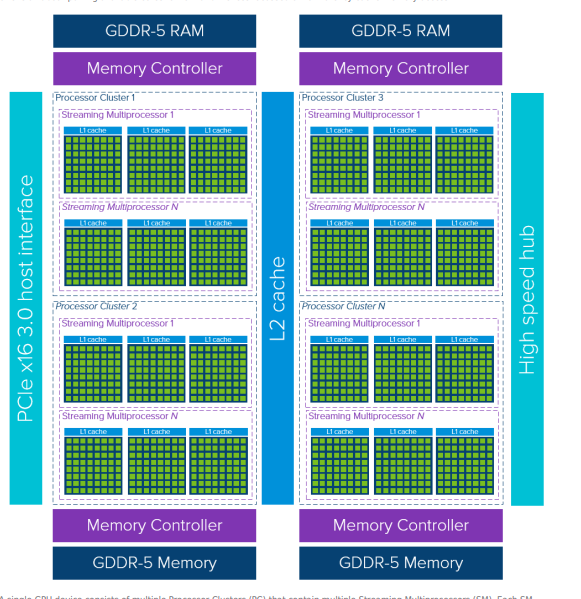 GDDR-5 RAM
GDDR-5 RAM
Memory Controller
Memory Controller
PCIe x16 3.0 host interface
Processor Cluster 1
Streaming Multiprocessor 1
L1 cache L1 cache L1 cache
Streaming Multiprocessor N
L1 cache L1 cache L1 cache
Processor Cluster 2
Streaming Multiprocessor 1
L1 cache L1 cache L1 cache
Streaming Multiprocessor N
L1 cache L1 cache L1 cache
L2 cache
Processor Cluster 3
Streaming Multiprocessor 1
L1 cache L1 cache L1 cache
Streaming Multiprocessor N
L1 cache L1 cache L1 cache
Processor Cluster N
Streaming Multiprocessor 1
L1 cache L1 cache L1 cache
Streaming Multiprocessor N
L1 cache L1 cache L1 cache
High speed hub
Memory Controller
Memory Controller
GDDR-5 Memory
GDDR-5 Memory
A single GPU device consists of multiple Processor Clusters (PC) that contain multiple Streaming Multiprocessors (SM). Each SM